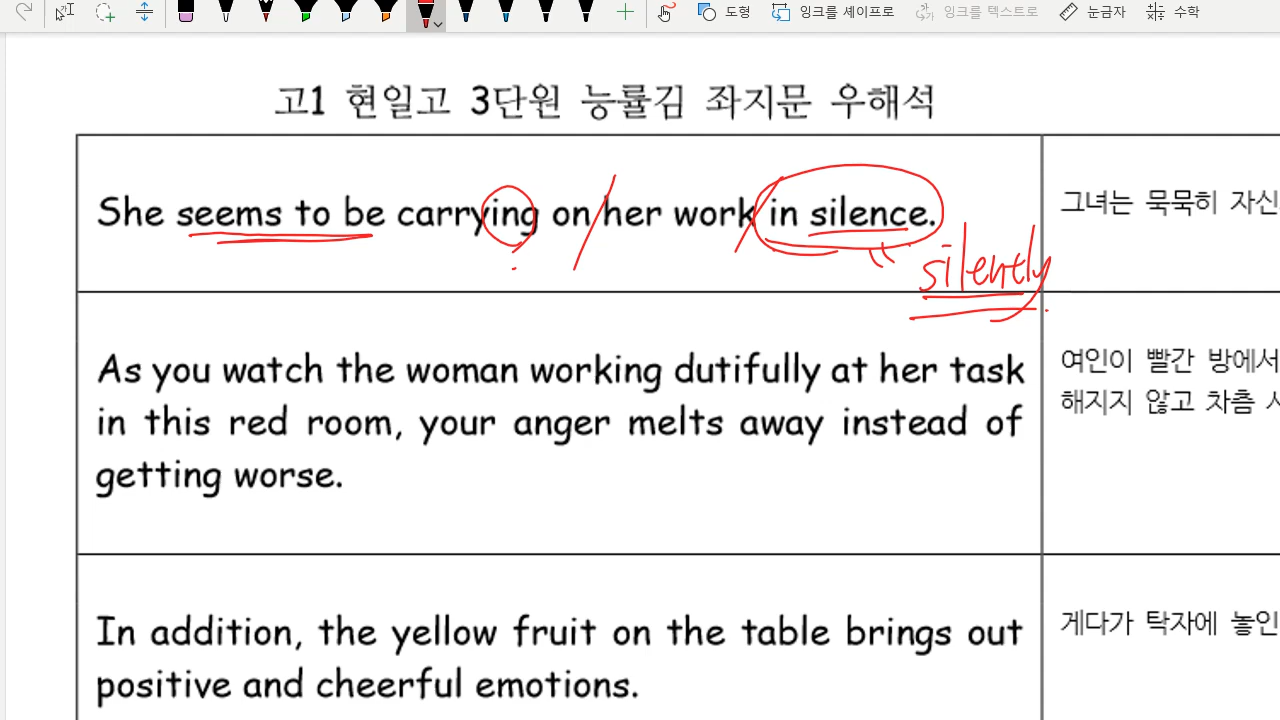 도형 잉크를 셰이프로 잉크를 텍스트로 눈금자 수학
고1 현일고 3단원 능률김 좌지문 우해석
She seems to be carrying on her work in silence.
silently
그녀는 묵묵히 자신
As you watch the woman working dutifully at her task
in this red room, your anger melts away instead of
getting worse.
여인이 빨간 방에서
해지지 않고 차츰 사
In addition, the yellow fruit on the table brings out
positive and cheerful emotions.
게다가 탁자에 놓인